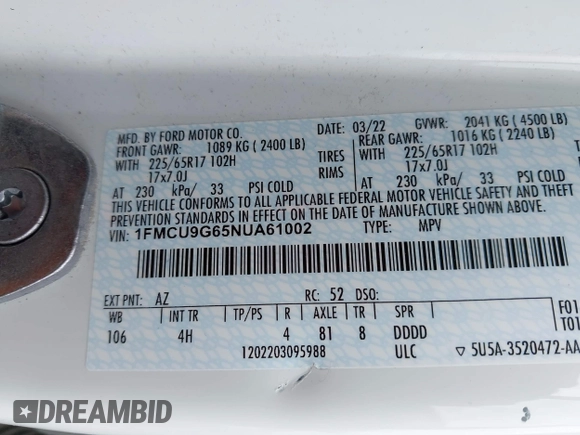 MFD. BY FORD MOTOR CO.
DATE: 03/22 GVWR: 2041 KG ( 4500 LB)
FRONT GAWR: 1089 KG ( 2400 LB) REAR GAWR: 1016 KG ( 2240 LB)
WITH 225/65R17 102H TIRES WITH 225/65R17 102H
17x7.0J RIMS 17x7.0J
AT 230 kPa/ 33 PSI COLD AT 230 kPa/ 33 PSI COLD
THIS VEHICLE CONFORMS TO ALL APPLICABLE FEDERAL MOTOR VEHICLE SAFETY AND THEFT
PREVENTION STANDARDS IN EFFECT ON THE DATE OF MANUFACTURE SHOWN ABOVE.
VIN: 1FMCU9G65NUA61002 TYPE: MPV
EXT PNT: AZ RC: 52 DSO:
WB INT TR TP/PS R AXLE TR SPR
106 4H 4 81 8 DDDD
1202203095988 ULC
F01
T01
5U5A-3520472-AA
DREAMBID